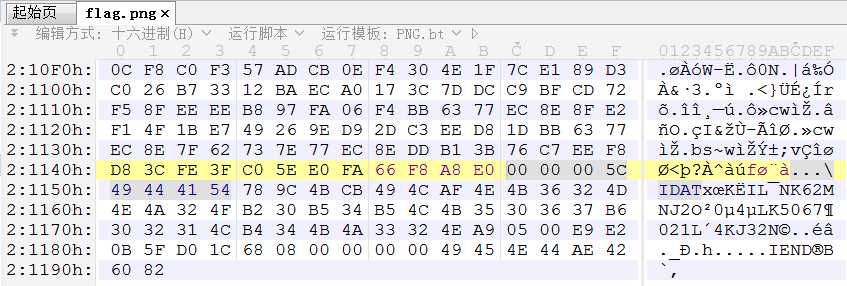 起始页 flag.png ×
编辑方式: 十六进制(H) 运行脚本 运行模板: PNG.bt
0 1 2 3 4 5 6 7 8 9 A B C D E F 0123456789ABCDEF
2:10F0h: 0C F8 C0 F3 57 AD CB 0E F4 30 4E 1F 7C E1 89 D3 .øÀóW-Ë.ô0N.|á‰Ó
2:1100h: C0 26 B7 33 12 BA EC A0 17 3C 7D DC C9 BF CD 72 À&·3.ºì .<}ÜÉ¿Ír
2:1110h: F5 8F EE EE B8 97 FA 06 F4 BB 63 77 EC 8E 8F E2 õ.îî¸—ú.ô»cwìŽ.â
2:1120h: F1 4F 1B E7 49 26 9E D9 2D C3 EE D8 1D BB 63 77 ñO.çI&žÙ-ÃîØ.»cw
2:1130h: EC 8E 7F 62 73 7E 77 EC 8E DD B1 3B 76 C7 EE F8 ìŽ.bs~wìŽÝ±;vÇîø
2:1140h: D8 3C FE 3F C0 5E E0 FA 66 F8 A8 E0 00 00 00 5C Ø<þ?À^àúfø¨à...\
2:1150h: 49 44 41 54 78 9C 4B CB 49 4C AF 4E 4B 36 32 4D IDATxœKËIL¯NK62M
2:1160h: 4E 4A 32 4F B2 30 B5 34 B5 4C 4B 35 30 36 37 B6 NJ2O²0µ4µLK5067¶
2:1170h: 30 32 31 4C B4 34 4B 4A 33 32 4E A9 05 00 E9 E2 021L´4KJ32N©..éâ
2:1180h: 0B 5F D0 1C 68 08 00 00 00 00 49 45 4E 44 AE 42 ._Ð.h.....IEND®B
2:1190h: 60 82 `‚